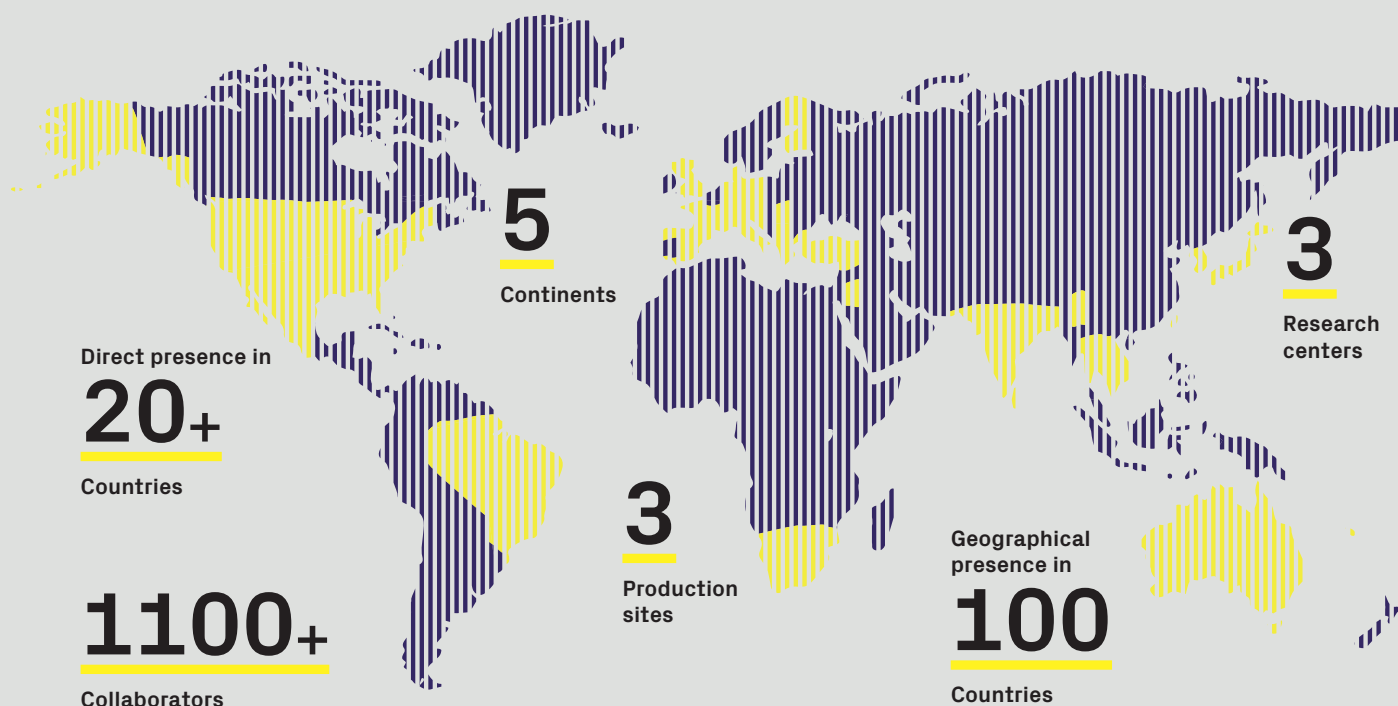 5
Continents
3
Research
centers
Direct presence in
20+
Countries
3
Production
sites
Geographical
presence in
100
Countries
1100+
Collaborators